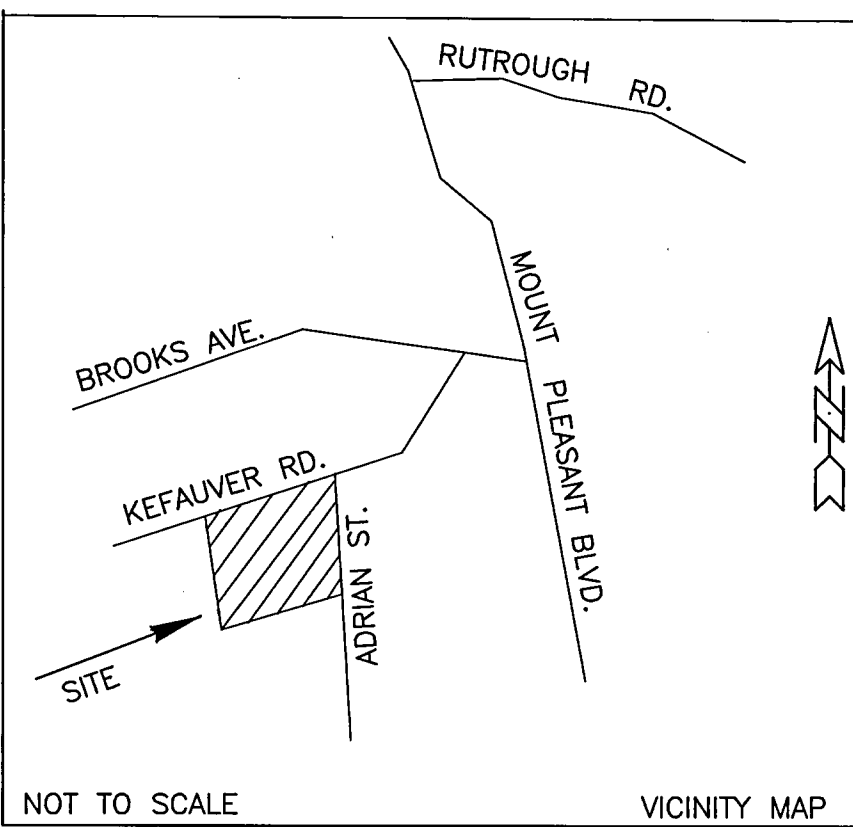 RUTROUGH RD.
MOUNT PLEASANT BLVD.
BROOKS AVE.
KEFAUVER RD.
ADRIAN ST.
SITE
N
NOT TO SCALE
VICINITY MAP